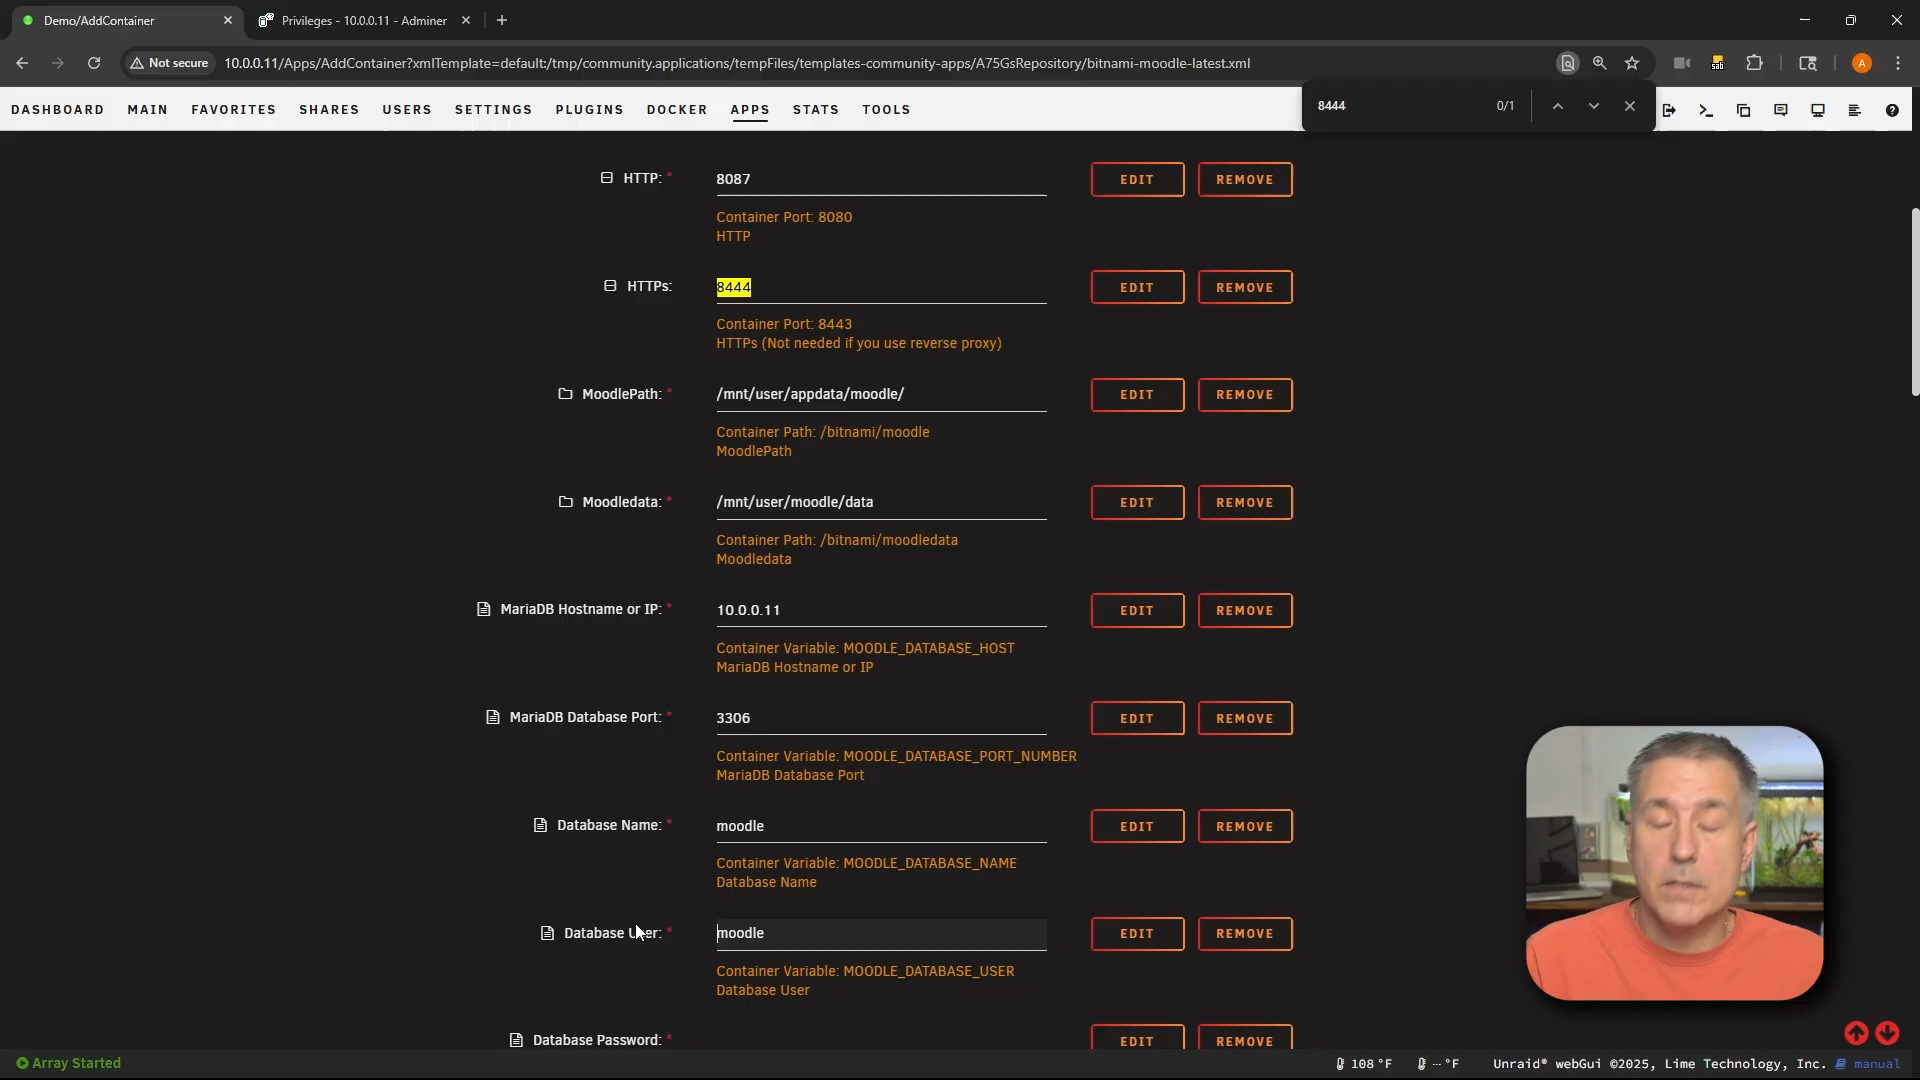 Demo/AddContainer
Privileges - 10.0.0.11 - Adminer
Not secure
10.0.0.11/Apps/AddContainer?xmlTemplate=default:/tmp/community.applications/tempFiles/templates-community-apps/A75GsRepository/bitnami-moodle-latest.xml
sab
A
DASHBOARD MAIN FAVORITES SHARES USERS SETTINGS PLUGINS DOCKER APPS STATS TOOLS
8444 0/1
HTTP: * 8087 EDIT REMOVE
Container Port: 8080
HTTP
HTTPs: 8444 EDIT REMOVE
Container Port: 8443
HTTPs (Not needed if you use reverse proxy)
MoodlePath: * /mnt/user/appdata/moodle/ EDIT REMOVE
Container Path: /bitnami/moodle
MoodlePath
Moodledata: * /mnt/user/moodle/data EDIT REMOVE
Container Path: /bitnami/moodledata
Moodledata
MariaDB Hostname or IP: * 10.0.0.11 EDIT REMOVE
Container Variable: MOODLE_DATABASE_HOST
MariaDB Hostname or IP
MariaDB Database Port: * 3306 EDIT REMOVE
Container Variable: MOODLE_DATABASE_PORT_NUMBER
MariaDB Database Port
Database Name: * moodle EDIT REMOVE
Container Variable: MOODLE_DATABASE_NAME
Database Name
Database User: * moodle EDIT REMOVE
Container Variable: MOODLE_DATABASE_USER
Database User
Database Password: * EDIT REMOVE
Array Started
108 °F -- °F Unraid® webGui ©2025, Lime Technology, Inc. manual